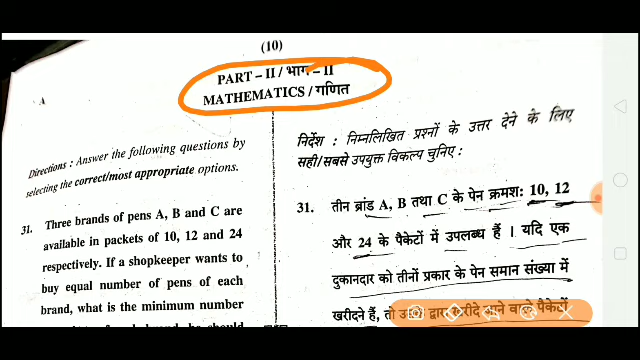 (10)
PART – II / भाग – II
MATHEMATICS / गणित
A
Directions : Answer the following questions by
selecting the correct/most appropriate options.
31. Three brands of pens A, B and C are
available in packets of 10, 12 and 24
respectively. If a shopkeeper wants to
buy equal number of pens of each
brand, what is the minimum number
should
निर्देश : निम्नलिखित प्रश्नों के उत्तर देने के लिए
सही/सबसे उपयुक्त विकल्प चुनिए :
31. तीन ब्रांड A, B तथा C के पेन क्रमश: 10, 12
और 24 के पैकेटों में उपलब्ध हैं । यदि एक
दुकानदार को तीनों प्रकार के पेन समान संख्या में
खरीदने हैं, तो द्वारा खरीदे जाने वाले पैकेटों